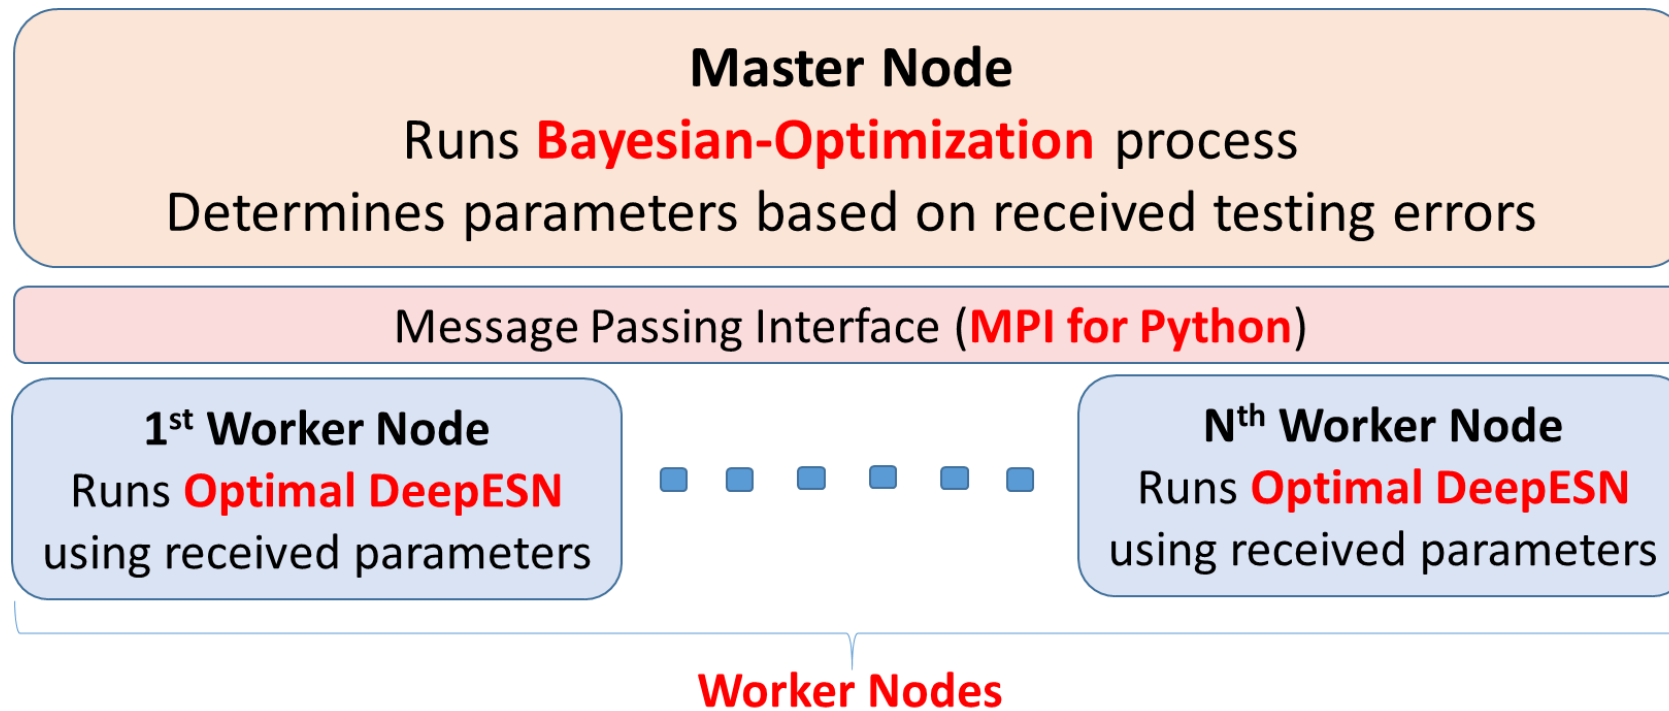 Master Node
Runs Bayesian-Optimization process
Determines parameters based on received testing errors
Message Passing Interface (MPI for Python)
1st Worker Node
Runs Optimal DeepESN
using received parameters
Nth Worker Node
Runs Optimal DeepESN
using received parameters
Worker Nodes